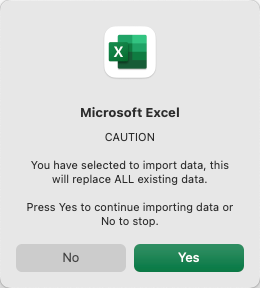 X
Microsoft Excel
CAUTION
You have selected to import data, this
will replace ALL existing data.
Press Yes to continue importing data or
No to stop.
No
Yes